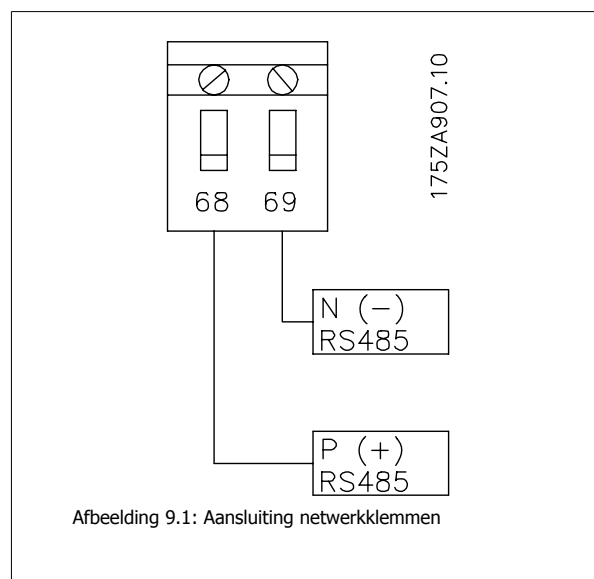 175ZA907.10
68 69
N (-)
RS485
P (+)
RS485
Afbeelding 9.1: Aansluiting netwerkklemmen